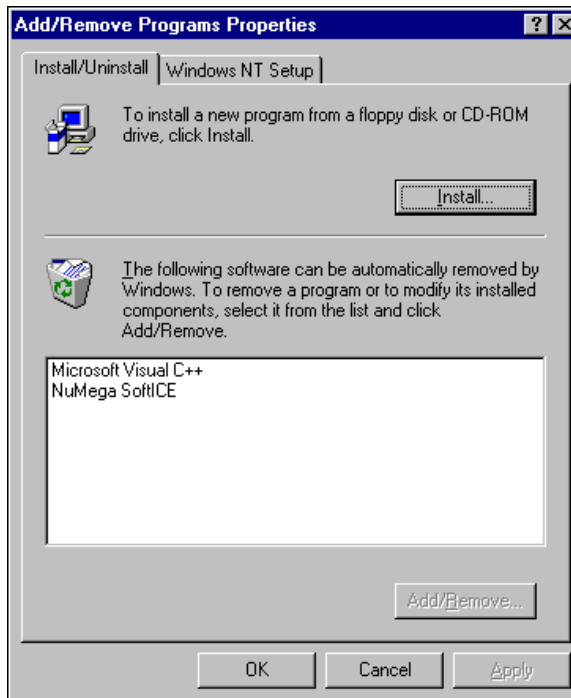 Add/Remove Programs Properties
Install/Uninstall
Windows NT Setup
To install a new program from a floppy disk or CD-ROM
drive, click Install.
Install...
The following software can be automatically removed by
Windows. To remove a program or to modify its installed
components, select it from the list and click
Add/Remove.
Microsoft Visual C++
NuMega SoftICE
Add/Remove...
OK
Cancel
Apply